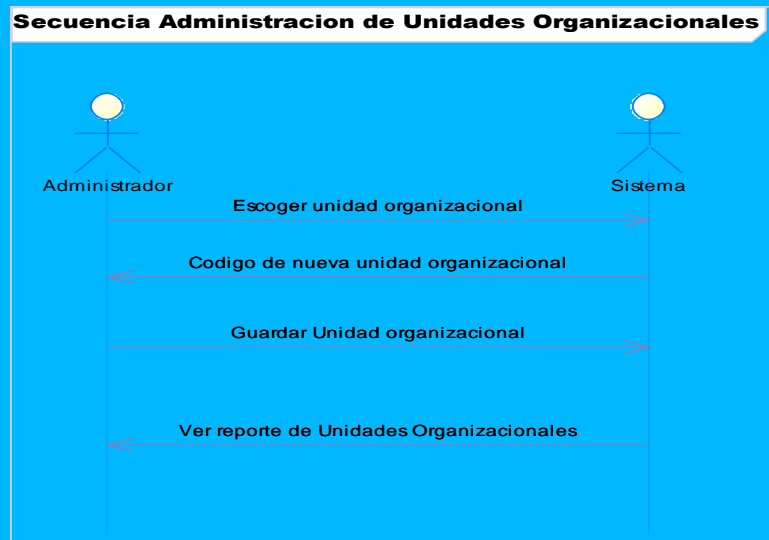 Secuencia Administracion de Unidades Organizacionales
Administrador
Sistema
Escoger unidad organizacional
Codigo de nueva unidad organizacional
Guardar Unidad organizacional
Ver reporte de Unidades Organizacionales